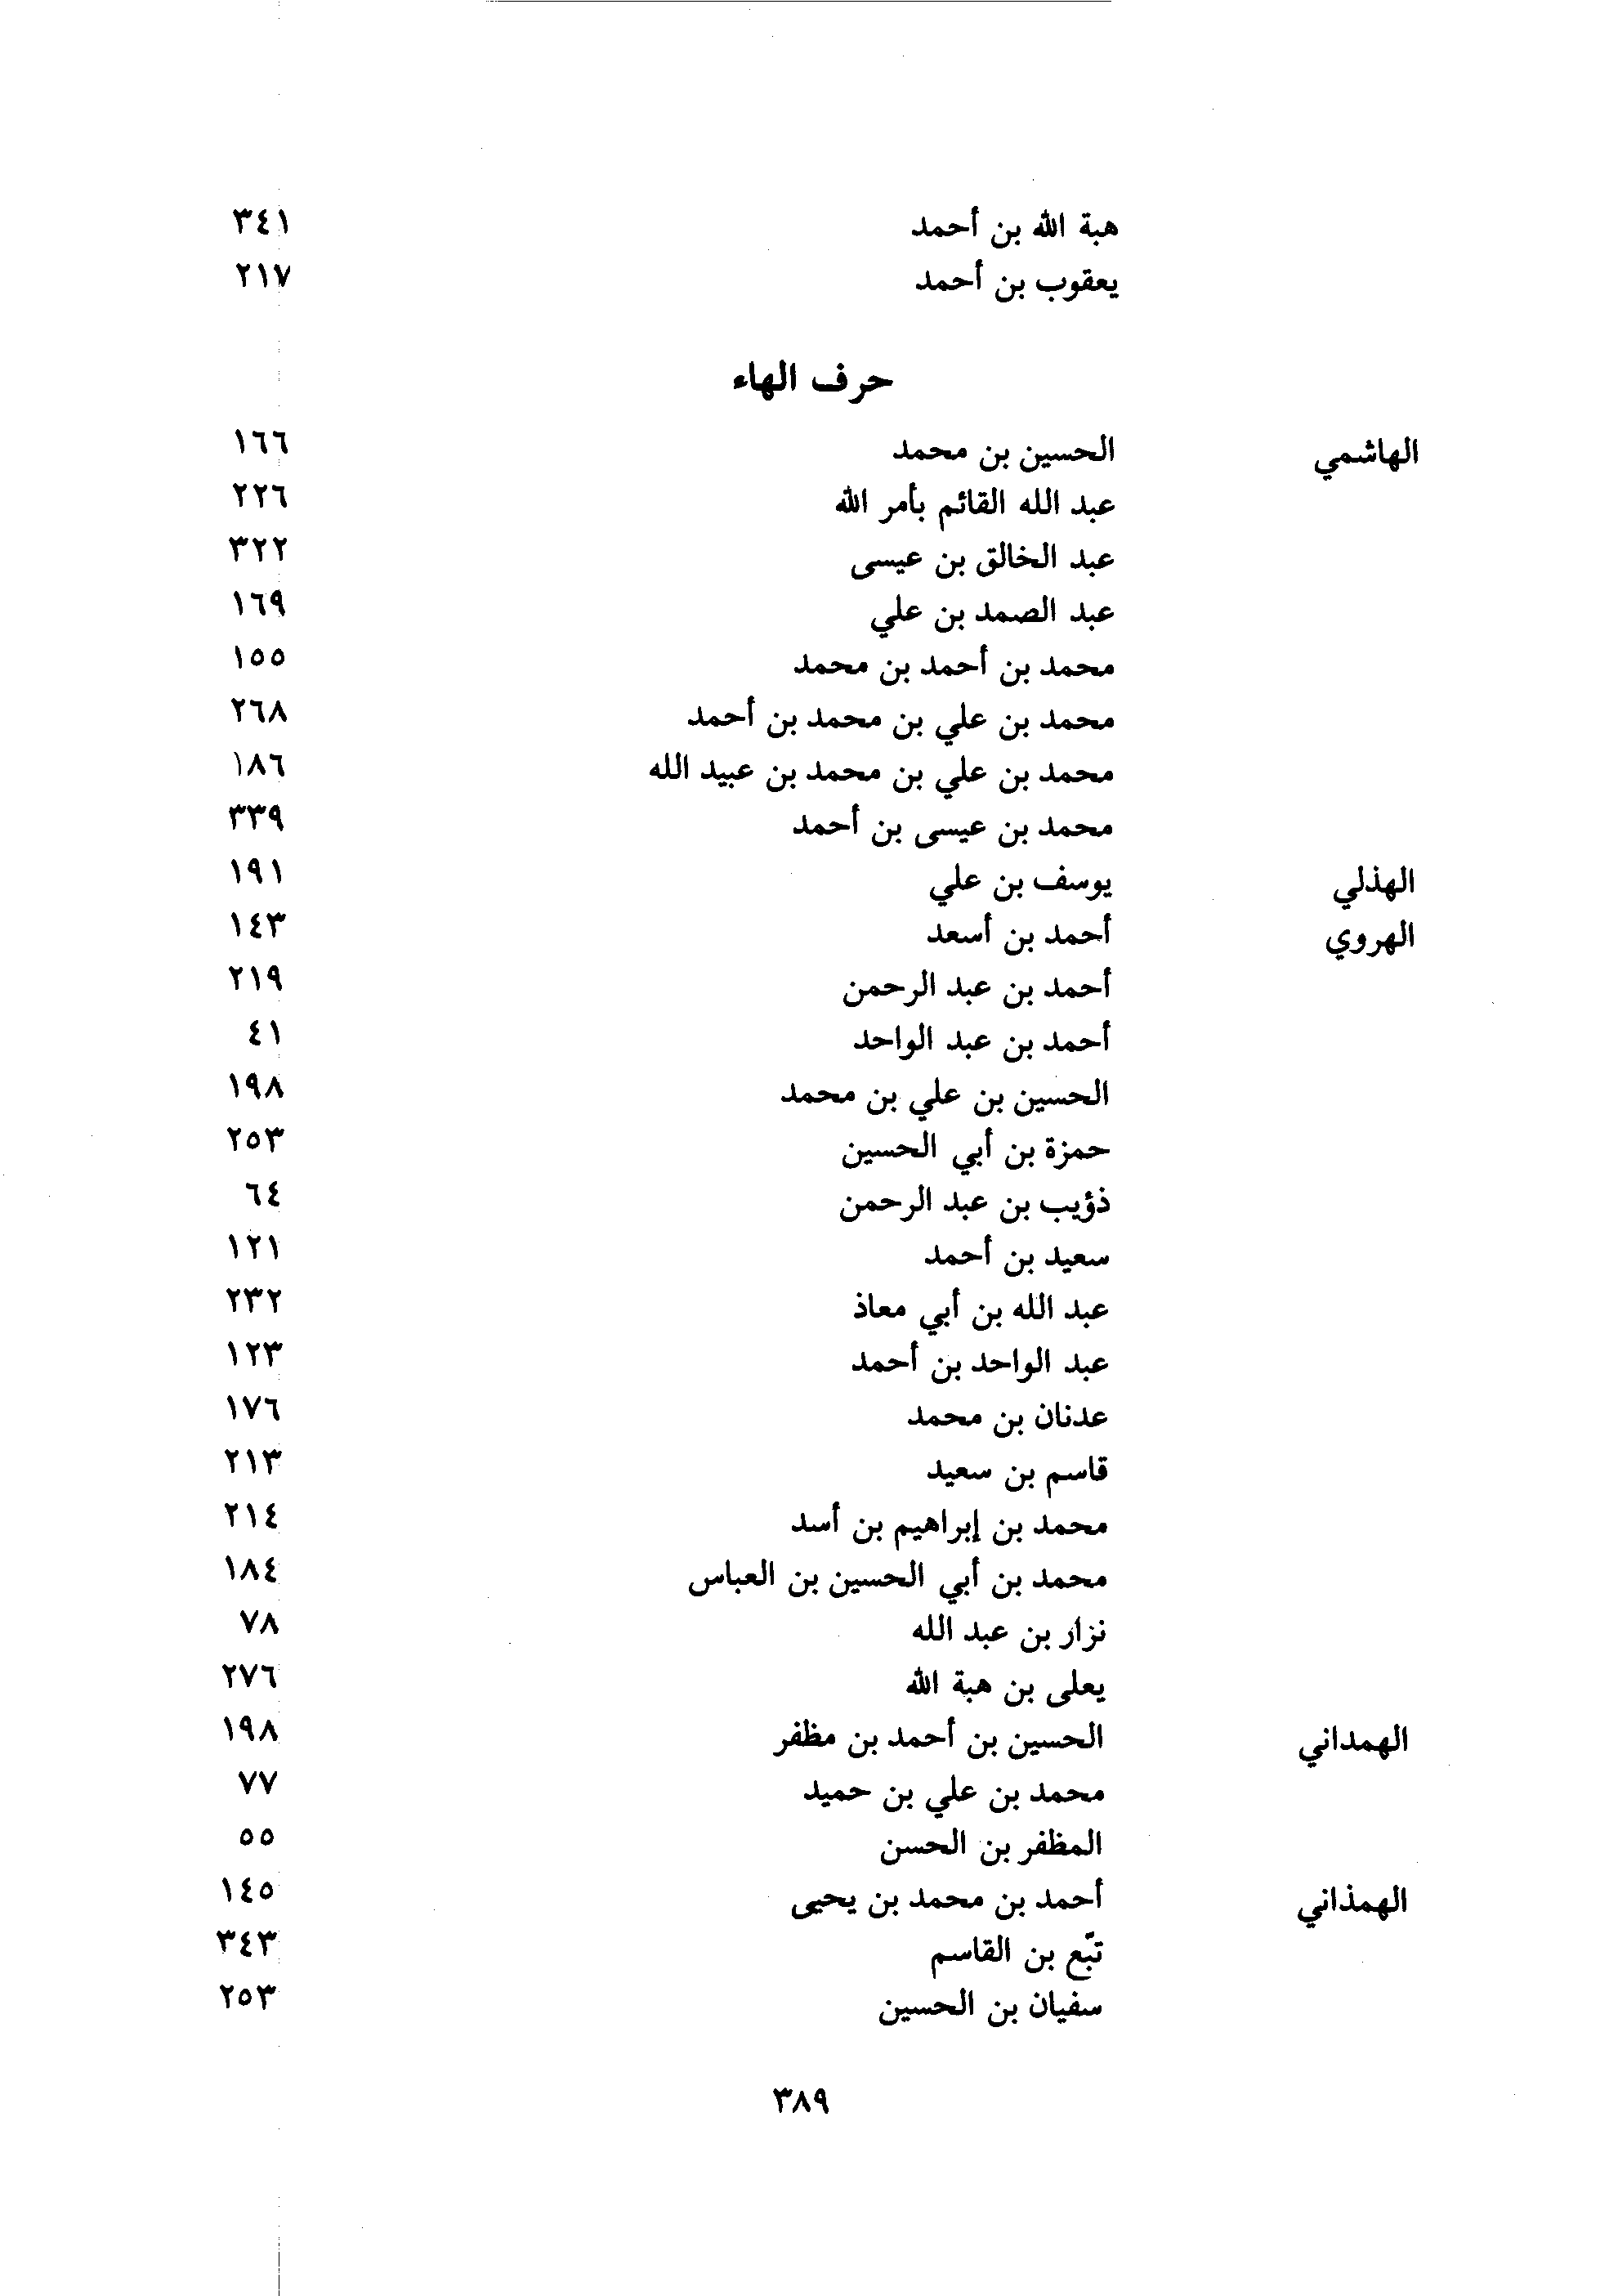 هبة الله بن أحمد ٣٤١
يعقوب بن أحمد ٢١٧
حرف الهاء
الهاشمي الحسين بن محمد ١٦٦
عبد الله القائم بأمر الله ٢٢٦
عبد الخالق بن عيسى ٣٢٢
عبد الصمد بن علي ١٦٩
محمد بن أحمد بن محمد ١٥٥
محمد بن علي بن محمد بن أحمد ٢٦٨
محمد بن علي بن محمد بن عبيد الله ١٨٦
محمد بن عيسى بن أحمد ٣٣٩
الهذلي يوسف بن علي ١٩١
الهروي أحمد بن أسعد ١٤٣
أحمد بن عبد الرحمن ٢١٩
أحمد بن عبد الواحد ٤١
الحسين بن علي بن محمد ١٩٨
حمزة بن أبي الحسين ٢٥٣
ذؤيب بن عبد الرحمن ٦٤
سعيد بن أحمد ١٢١
عبد الله بن أبي معاذ ٢٣٢
عبد الواحد بن أحمد ١٢٣
عدنان بن محمد ١٧٦
قاسم بن سعيد ٢١٣
محمد بن إبراهيم بن أسد ٢١٤
محمد بن أبي الحسين بن العباس ١٨٤
نزار بن عبد الله ٧٨
يعلى بن هبة الله ٢٧٦
الهمداني الحسين بن أحمد بن مظفر ١٩٨
محمد بن علي بن حميد ٧٧
المظفر بن الحسن ٥٥
الهمذاني أحمد بن محمد بن يحيى ١٤٥
تبّع بن القاسم ٣٤٣
سفيان بن الحسين ٢٥٣
٣٨٩